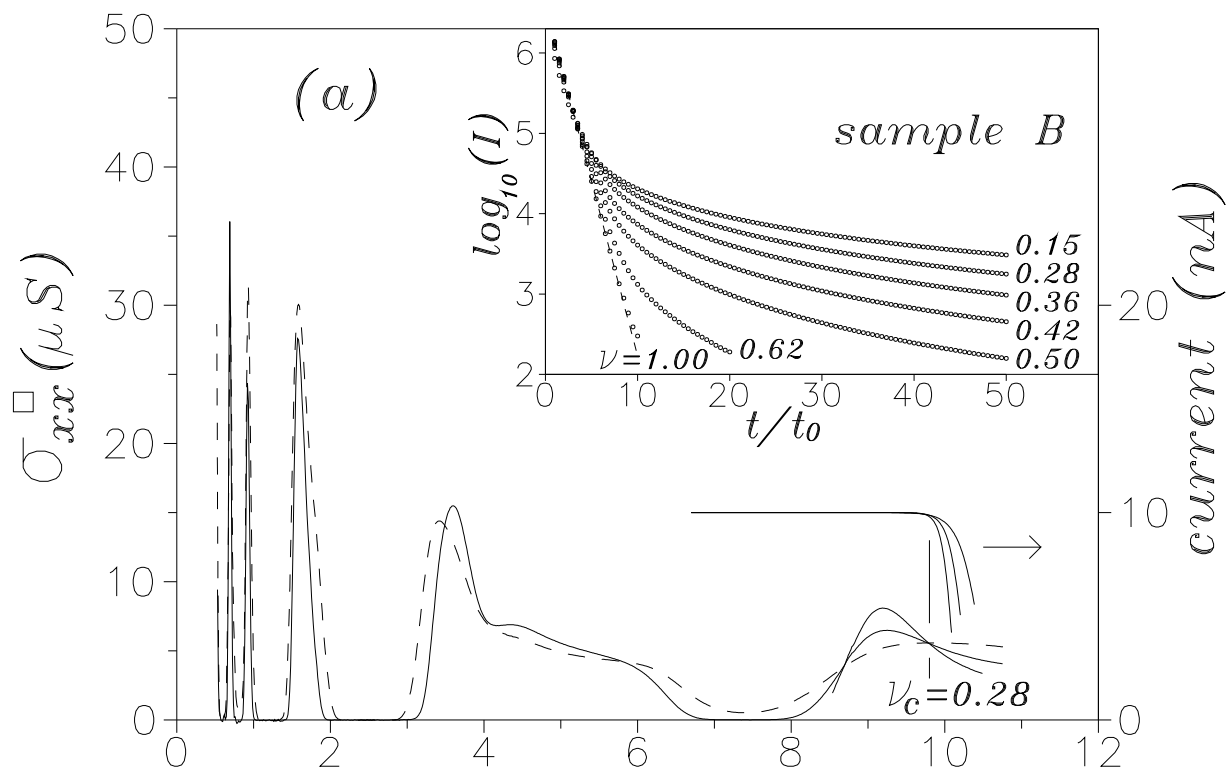 50
40
30
20
10
0
σ□xx (μS)
(a)
6
5
4
3
2
log10(I)
sample B
0.15
0.28
0.36
0.42
0.50
0.62
ν=1.00
0 10 20 30 40 50
t/t0
20
10
0
current (nA)
νc=0.28
0 2 4 6 8 10 12